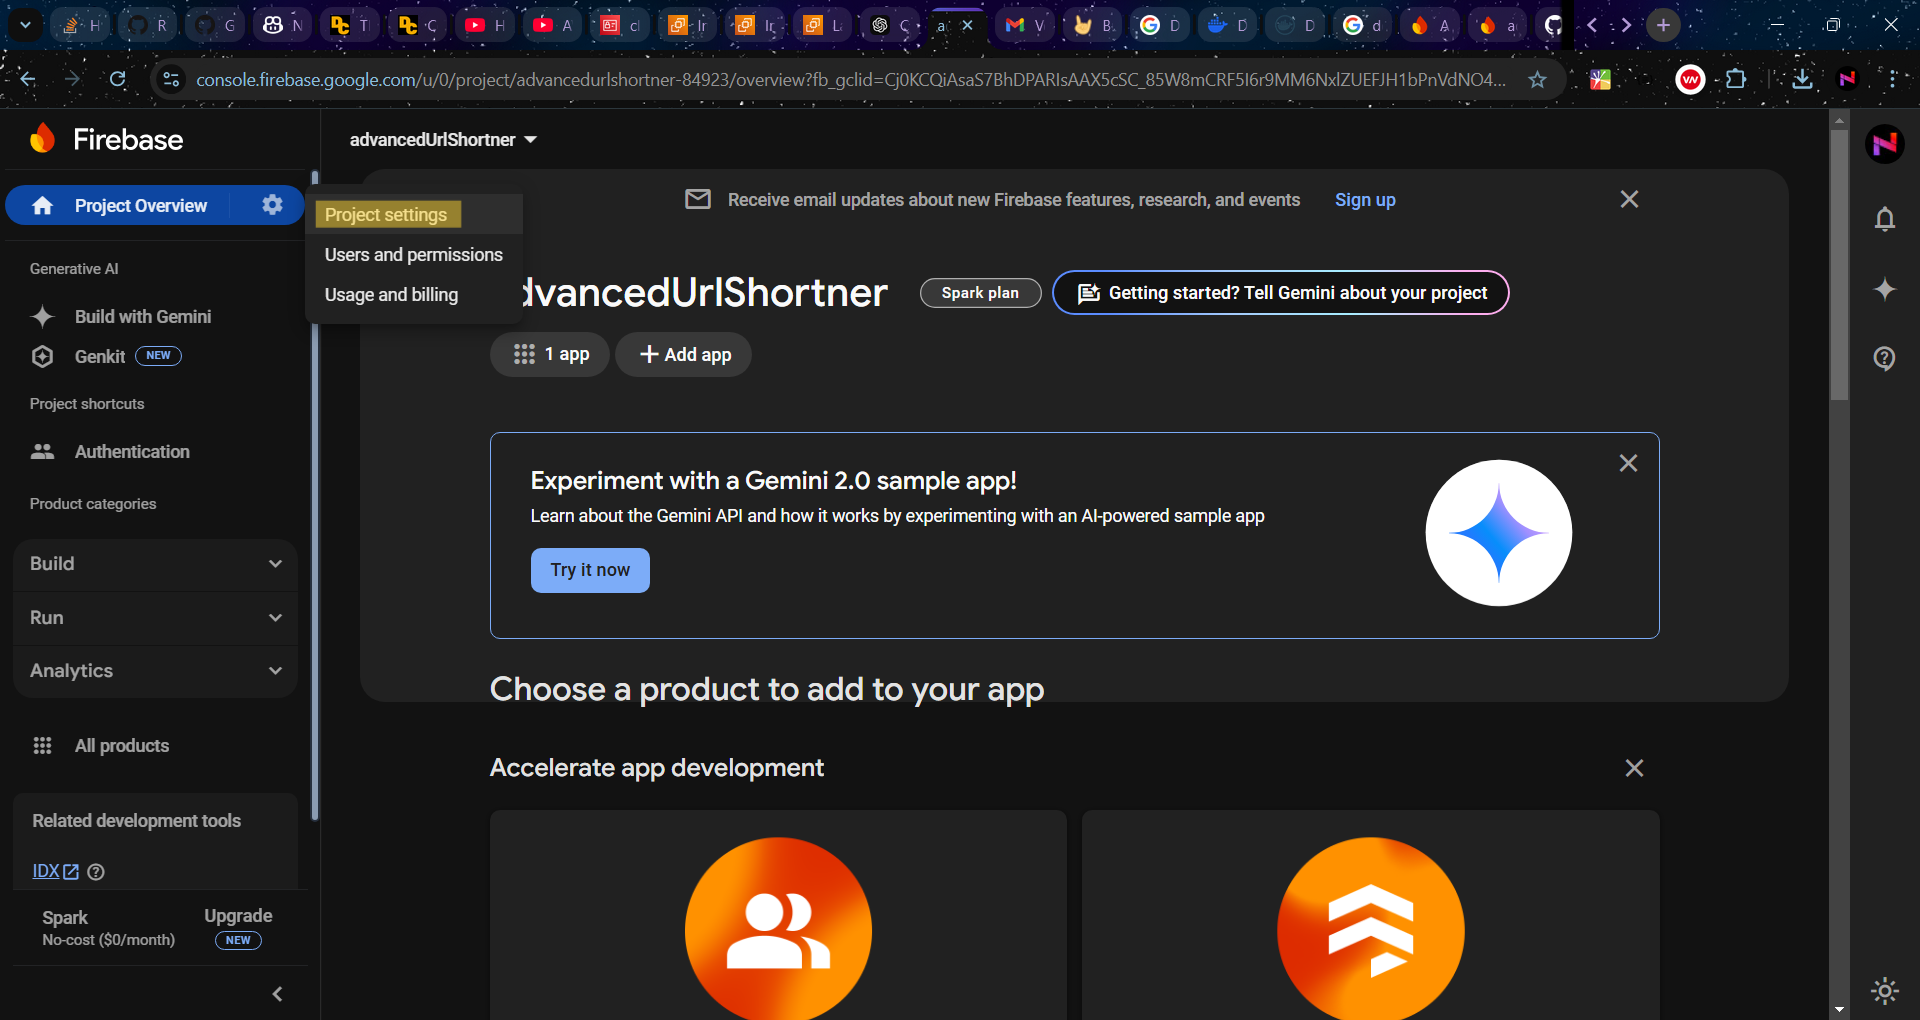 H
R
G
N
T
C
H
A
cl
Ir
Ir
L
C
a
V
B
D
D
D
d
A
a
console.firebase.google.com/u/0/project/advancedurlshortner-84923/overview?fb_gclid=Cj0KCQiAsaS7BhDPARIsAAX5cSC_85W8mCRF5I6r9MM6NxlZUEFJH1bPnVdNO4...
VW
N
Firebase
advancedUrlShortner
Project Overview
Project settings
Users and permissions
Usage and billing
Receive email updates about new Firebase features, research, and events
Sign up
Generative AI
Build with Gemini
Genkit
NEW
dvancedUrlShortner
Spark plan
Getting started? Tell Gemini about your project
1 app
Add app
Project shortcuts
Authentication
Product categories
Build
Run
Analytics
All products
Related development tools
IDX
Spark
No-cost ($0/month)
Upgrade
NEW
Experiment with a Gemini 2.0 sample app!
Learn about the Gemini API and how it works by experimenting with an AI-powered sample app
Try it now
Choose a product to add to your app
Accelerate app development